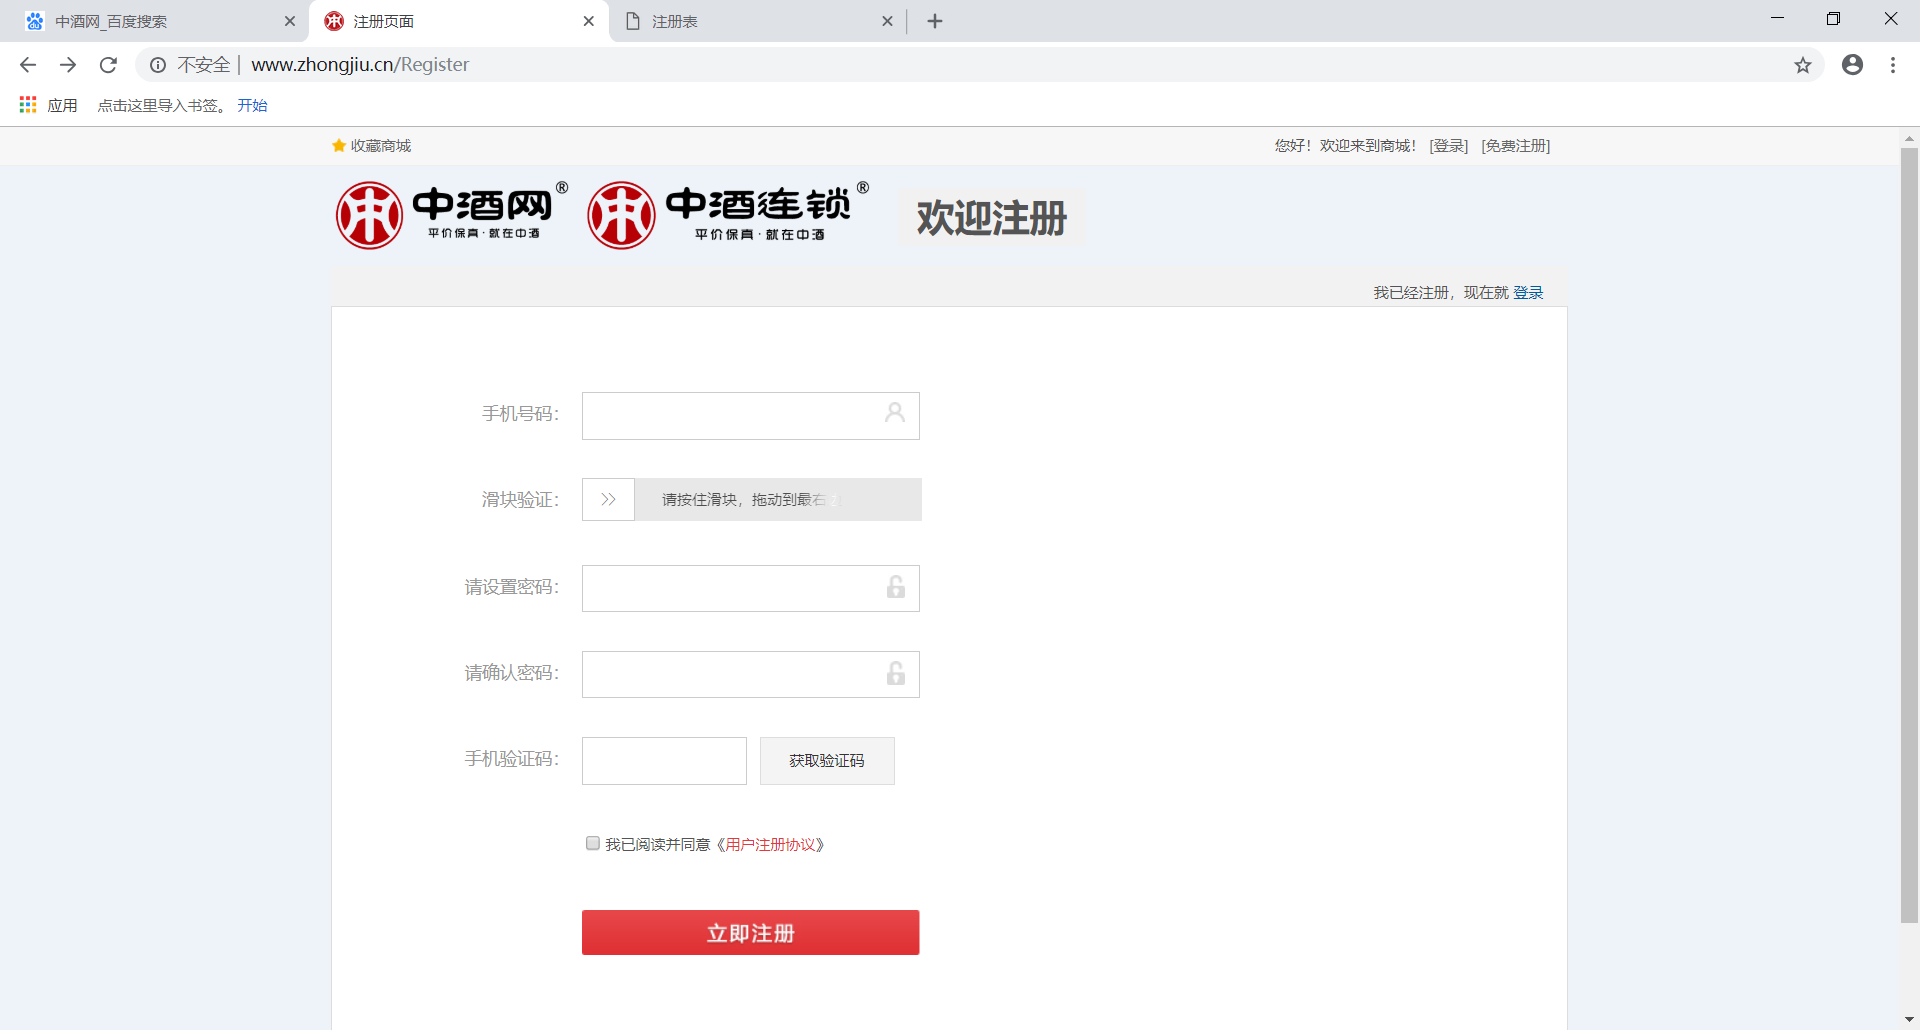 中酒网_百度搜索
注册页面
注册表
不安全 | www.zhongjiu.cn/Register
应用 点击这里导入书签。 开始
收藏商城
您好！欢迎来到商城！ [登录] [免费注册]
中酒网®
平价保真·就在中酒
中酒连锁®
平价保真·就在中酒
欢迎注册
我已经注册，现在就 登录
手机号码：
滑块验证：
请按住滑块，拖动到最右
请设置密码：
请确认密码：
手机验证码：
获取验证码
我已阅读并同意《用户注册协议》
立即注册